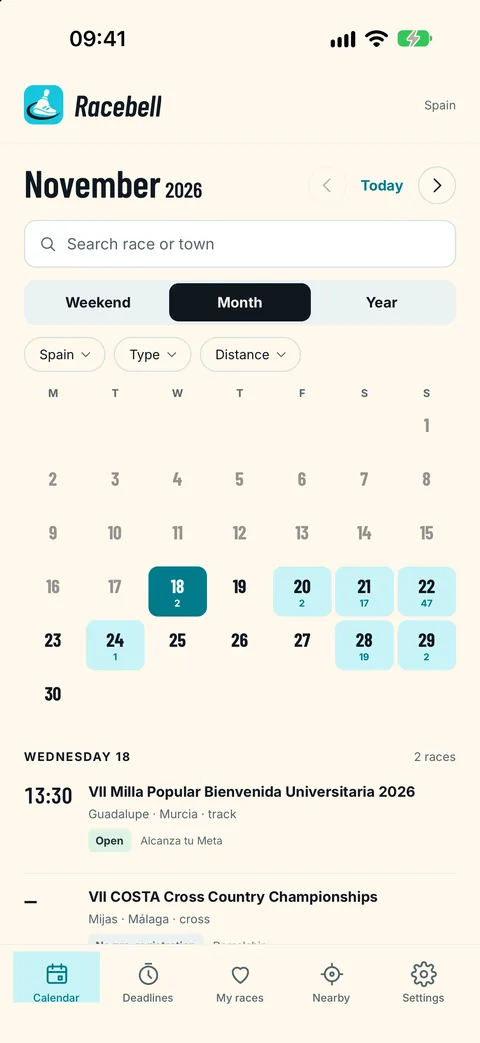 09:41
Racebell
Spain
November 2026
Today
Search race or town
Weekend Month Year
Spain Type Distance
M T W T F S S
1
2 3 4 5 6 7 8
9 10 11 12 13 14 15
16 17 18 19 20 21 22
2 2 17 47
23 24 25 26 27 28 29
1 19 2
30
WEDNESDAY 18 2 races
13:30 VII Milla Popular Bienvenida Universitaria 2026
Guadalupe · Murcia · track
Open Alcanza tu Meta
– VII COSTA Cross Country Championships
Mijas · Málaga · cross
Calendar Deadlines My races Nearby Settings